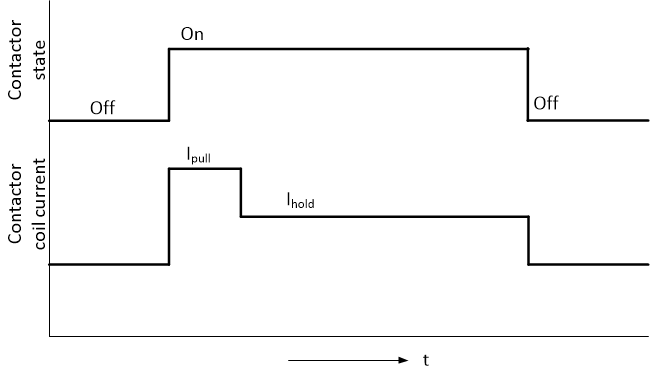 Contactor
state
On
Off
Off
Contactor
coil current
Ipull
Ihold
t